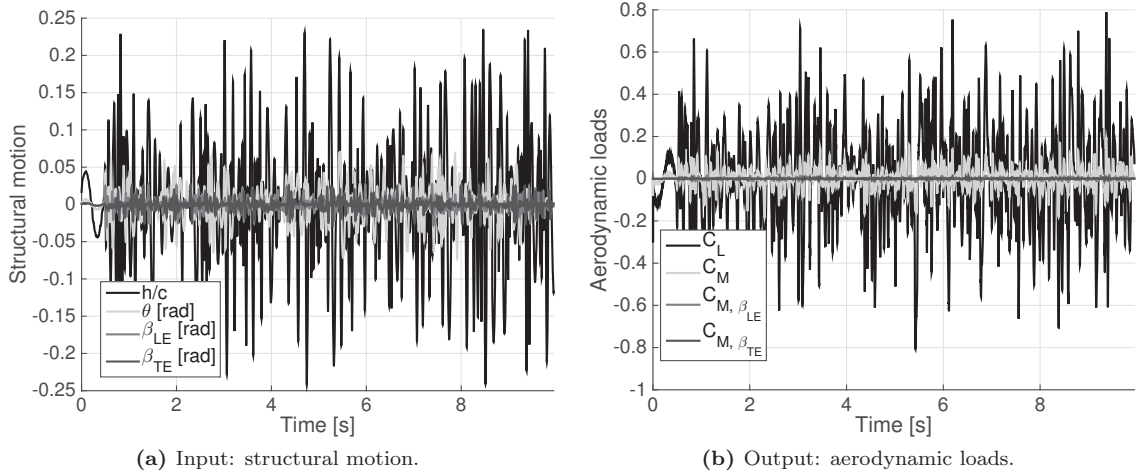 0.25
0.2
0.15
0.1
0.05
0
-0.05
-0.1
-0.15
-0.2
-0.25
Structural motion
h/c
θ [rad]
β_LE [rad]
β_TE [rad]
0 2 4 6 8
Time [s]
(a) Input: structural motion.
0.8
0.6
0.4
0.2
0
-0.2
-0.4
-0.6
-0.8
-1
Aerodynamic loads
C_L
C_M
C_M, β_LE
C_M, β_TE
0 2 4 6 8
Time [s]
(b) Output: aerodynamic loads.